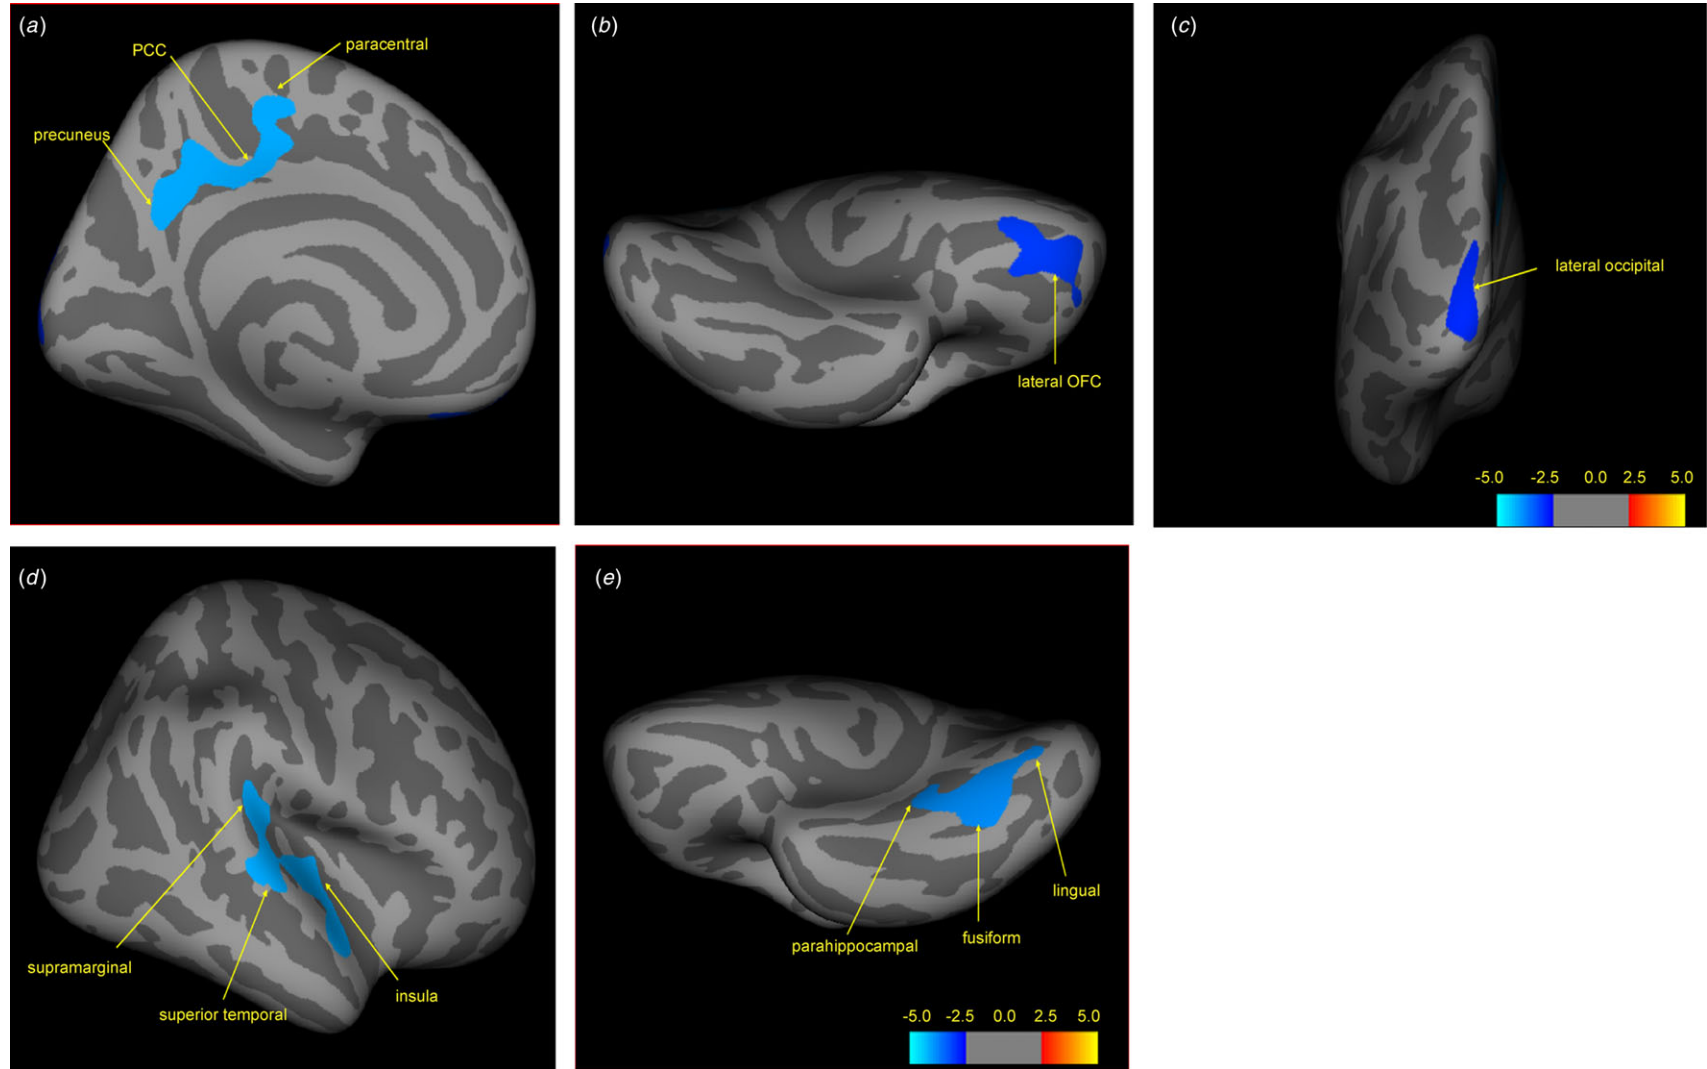 (a)
PCC
paracentral
precuneus
(b)
lateral OFC
(c)
lateral occipital
-5.0 -2.5 0.0 2.5 5.0
(d)
supramarginal
superior temporal
insula
(e)
parahippocampal
fusiform
lingual
-5.0 -2.5 0.0 2.5 5.0